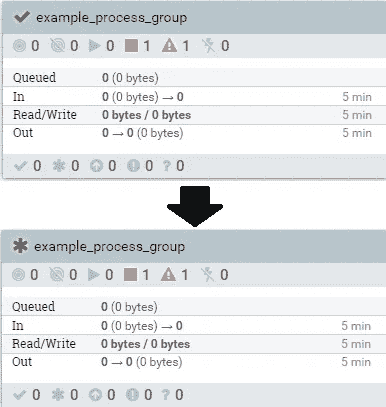 example_process_group
0 0 0 1 1 0
Queued 0 (0 bytes)
In 0 (0 bytes) → 0 5 min
Read/Write 0 bytes / 0 bytes 5 min
Out 0 → 0 (0 bytes) 5 min
0 0 0 0 ? 0
example_process_group
0 0 0 1 1 0
Queued 0 (0 bytes)
In 0 (0 bytes) → 0 5 min
Read/Write 0 bytes / 0 bytes 5 min
Out 0 → 0 (0 bytes) 5 min
0 0 0 0 ? 0